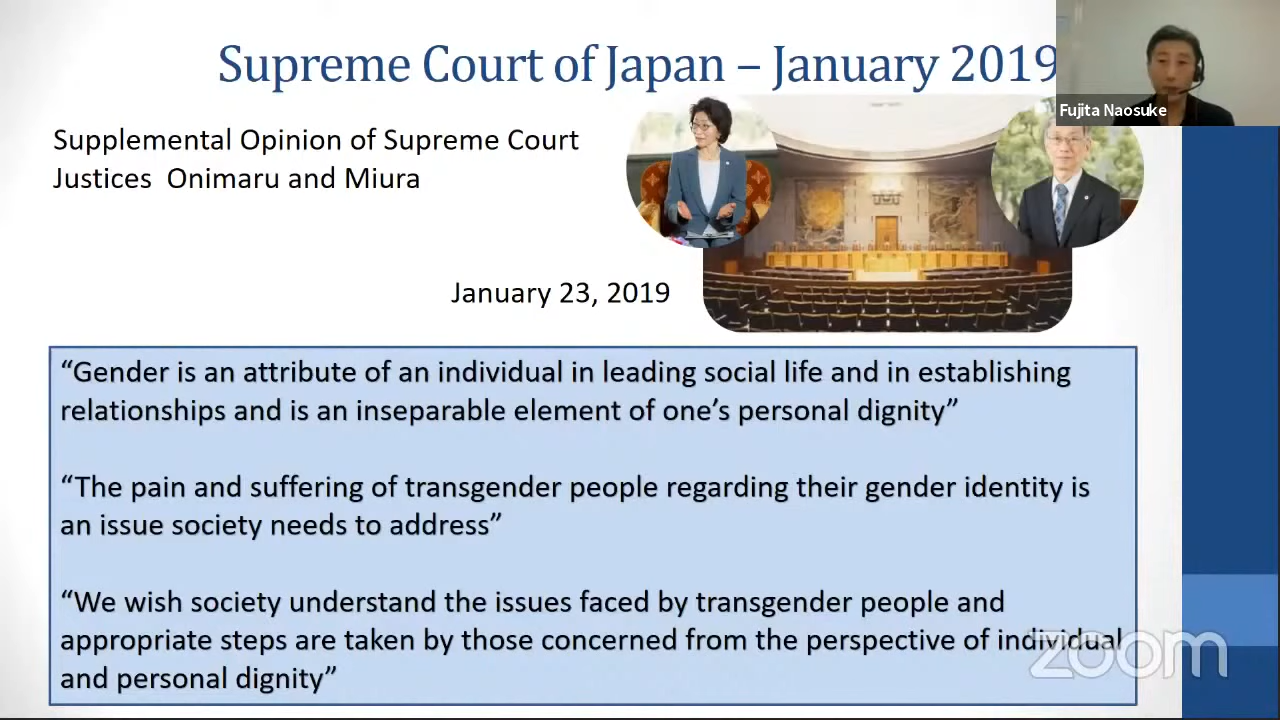 Supreme Court of Japan – January 2019
Fujita Naosuke
Supplemental Opinion of Supreme Court
Justices Onimaru and Miura
January 23, 2019
“Gender is an attribute of an individual in leading social life and in establishing
relationships and is an inseparable element of one’s personal dignity”
“The pain and suffering of transgender people regarding their gender identity is
an issue society needs to address”
“We wish society understand the issues faced by transgender people and
appropriate steps are taken by those concerned from the perspective of individual
and personal dignity”
zoom